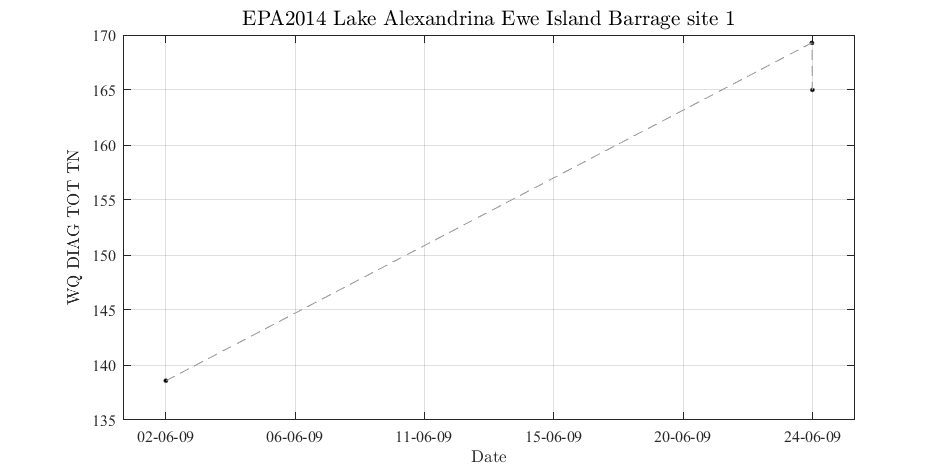 EPA2014 Lake Alexandrina Ewe Island Barrage site 1
170
165
160
155
150
145
140
135
WQ DIAG TOT TN
02-06-09 06-06-09 11-06-09 15-06-09 20-06-09 24-06-09
Date